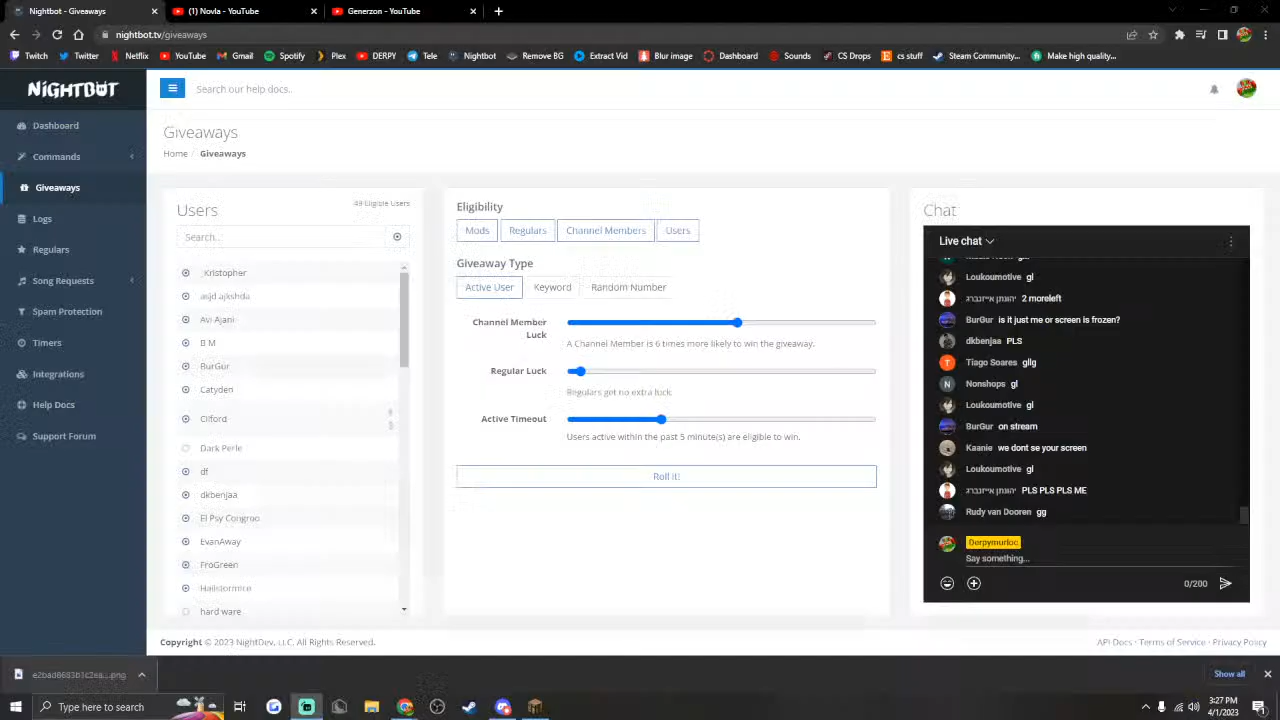 Nightbot - Giveaways
(1) Novla - YouTube
Generzon - YouTube
nightbot.tv/giveaways
Twitch
Twitter
Netflix
YouTube
Gmail
Spotify
Plex
DERPY
Tele
Nightbot
Remove BG
Extract Vid
Blur image
Dashboard
Sounds
CS Drops
cs stuff
Steam Community...
Make high quality...
NIGHTBOT
Search our help docs..
Dashboard
Commands
Giveaways
Logs
Regulars
Song Requests
Spam Protection
Timers
Integrations
Help Docs
Support Forum
Giveaways
Home / Giveaways
Users
49 Eligible Users
Search..
_Kristopher
asjd.ajkshda
Avi Ajani
B M
BurGur
Catyden
Clifford
Dark Perle
df
dkbenjaa
El Psy Congroo
EvanAway
FroGreen
Hailstormice
hard ware
Eligibility
Mods
Regulars
Channel Members
Users
Giveaway Type
Active User
Keyword
Random Number
Channel Member Luck
A Channel Member is 6 times more likely to win the giveaway.
Regular Luck
Regulars get no extra luck.
Active Timeout
Users active within the past 5 minute(s) are eligible to win.
Roll it!
Chat
Live chat
Loukoumotive gl
יהונתן אייזנברג 2 moreleft
BurGur is it just me or screen is frozen?
dkbenjaa PLS
Tiago Soares gllg
Nonshops gl
Loukoumotive gl
BurGur on stream
Kaanie we dont se your screen
Loukoumotive gl
יהונתן אייזנברג PLS PLS PLS ME
Rudy van Dooren gg
Derpymurloc
Say something...
0/200
Copyright © 2023 NightDev, LLC. All Rights Reserved.
API Docs · Terms of Service · Privacy Policy
Show all
Type here to search
3:27 PM
4/1/2023